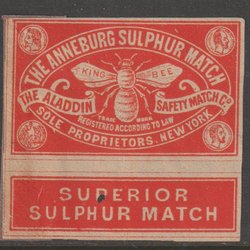 THE ANNEBURG SULPHUR MATCH
KING BEE
THE ALADDIN SAFETY MATCH Co.
TRADE MARK
REGISTERED ACCORDING TO LAW
SOLE PROPRIETORS. NEW YORK.
SUPERIOR
SULPHUR MATCH